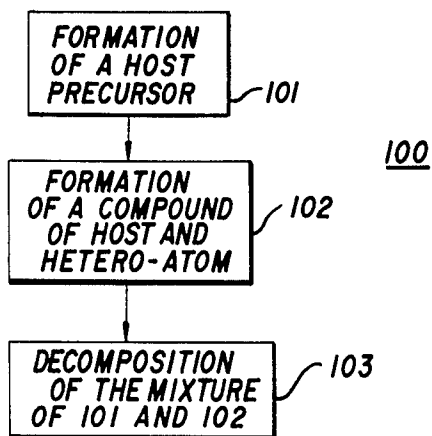 FORMATION
OF A HOST
PRECURSOR
101
100
FORMATION
OF A COMPOUND
OF HOST AND
HETERO-ATOM
102
DECOMPOSITION
OF THE MIXTURE
OF 101 AND 102
103